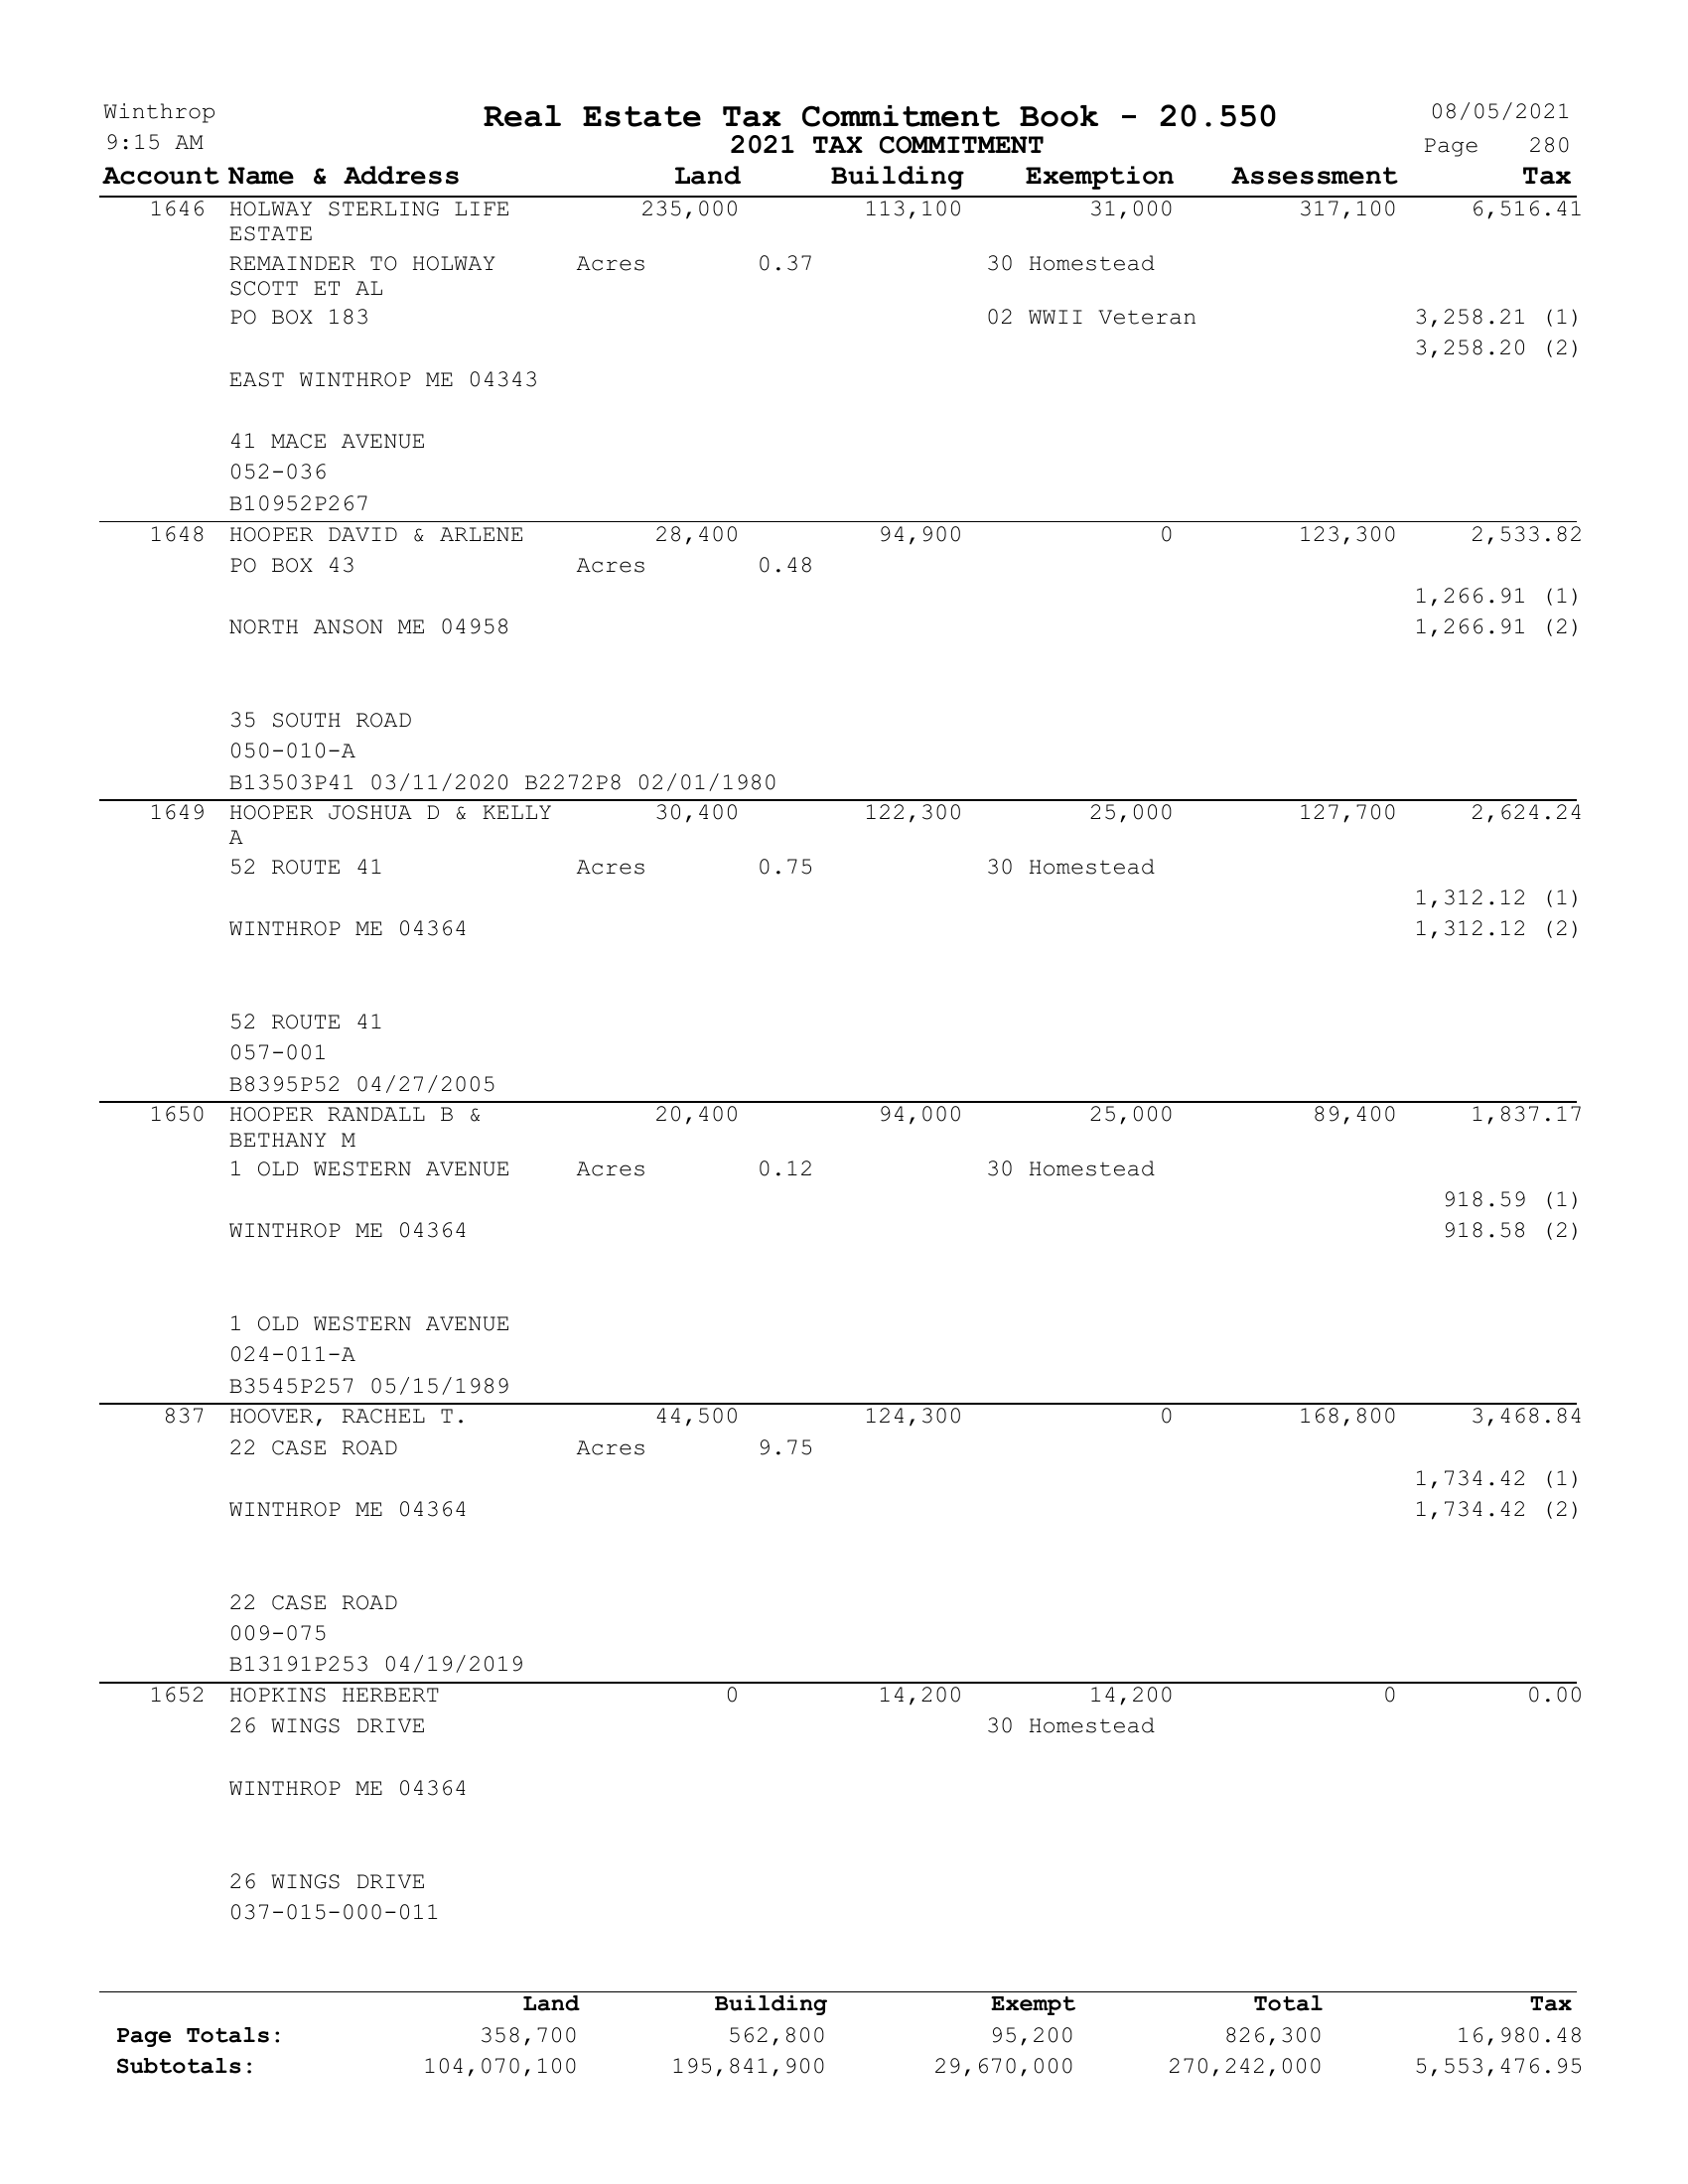 Winthrop Real Estate Tax Commitment Book - 20.550 08/05/2021
9:15 AM 2021 TAX COMMITMENT Page 280
Account Name & Address Land Building Exemption Assessment Tax
1646 HOLWAY STERLING LIFE 235,000 113,100 31,000 317,100 6,516.41
ESTATE
REMAINDER TO HOLWAY Acres 0.37 30 Homestead
SCOTT ET AL
PO BOX 183 02 WWII Veteran 3,258.21 (1)
3,258.20 (2)
EAST WINTHROP ME 04343
41 MACE AVENUE
052-036
B10952P267
1648 HOOPER DAVID & ARLENE 28,400 94,900 0 123,300 2,533.82
PO BOX 43 Acres 0.48
1,266.91 (1)
NORTH ANSON ME 04958 1,266.91 (2)
35 SOUTH ROAD
050-010-A
B13503P41 03/11/2020 B2272P8 02/01/1980
1649 HOOPER JOSHUA D & KELLY 30,400 122,300 25,000 127,700 2,624.24
A
52 ROUTE 41 Acres 0.75 30 Homestead
1,312.12 (1)
WINTHROP ME 04364 1,312.12 (2)
52 ROUTE 41
057-001
B8395P52 04/27/2005
1650 HOOPER RANDALL B & 20,400 94,000 25,000 89,400 1,837.17
BETHANY M
1 OLD WESTERN AVENUE Acres 0.12 30 Homestead
918.59 (1)
WINTHROP ME 04364 918.58 (2)
1 OLD WESTERN AVENUE
024-011-A
B3545P257 05/15/1989
837 HOOVER, RACHEL T. 44,500 124,300 0 168,800 3,468.84
22 CASE ROAD Acres 9.75
1,734.42 (1)
WINTHROP ME 04364 1,734.42 (2)
22 CASE ROAD
009-075
B13191P253 04/19/2019
1652 HOPKINS HERBERT 0 14,200 14,200 0 0.00
26 WINGS DRIVE 30 Homestead
WINTHROP ME 04364
26 WINGS DRIVE
037-015-000-011
Land Building Exempt Total Tax
Page Totals: 358,700 562,800 95,200 826,300 16,980.48
Subtotals: 104,070,100 195,841,900 29,670,000 270,242,000 5,553,476.95